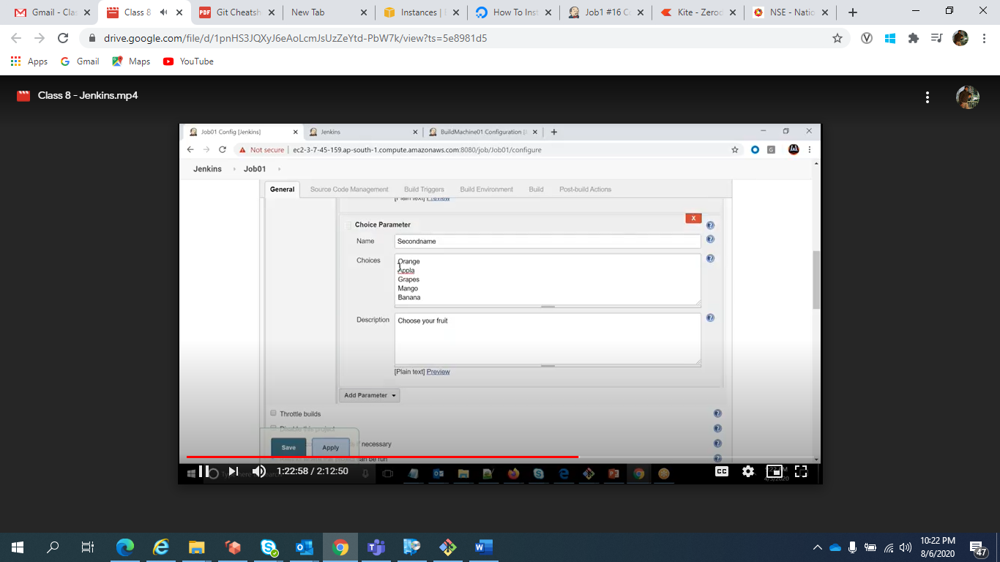 Gmail - Clas
Class 8
Git Cheatsh
New Tab
Instances | E
How To Inst
Job1 #16 Co
Kite - Zerod
NSE - Natio
drive.google.com/file/d/1pnHS3JQXyJ6eAoLcmJsUzZeYtd-PbW7k/view?ts=5e8981d5
Apps
Gmail
Maps
YouTube
Class 8 - Jenkins.mp4
Job01 Config [Jenkins]
Jenkins
BuildMachine01 Configuration [
Not secure | ec2-3-7-45-159.ap-south-1.compute.amazonaws.com:8080/job/Job01/configure
Jenkins
Job01
General
Source Code Management
Build Triggers
Build Environment
Build
Post-build Actions
[Plain text] Preview
X
Choice Parameter
Name
Secondname
Choices
Orange
Appla
Grapes
Mango
Banana
Description
Choose your fruit
[Plain text] Preview
Add Parameter
Throttle builds
Disable this project
Save
Apply
if necessary
can be run
1:22:58 / 2:12:50
CC
10:22 PM
8/6/2020
47